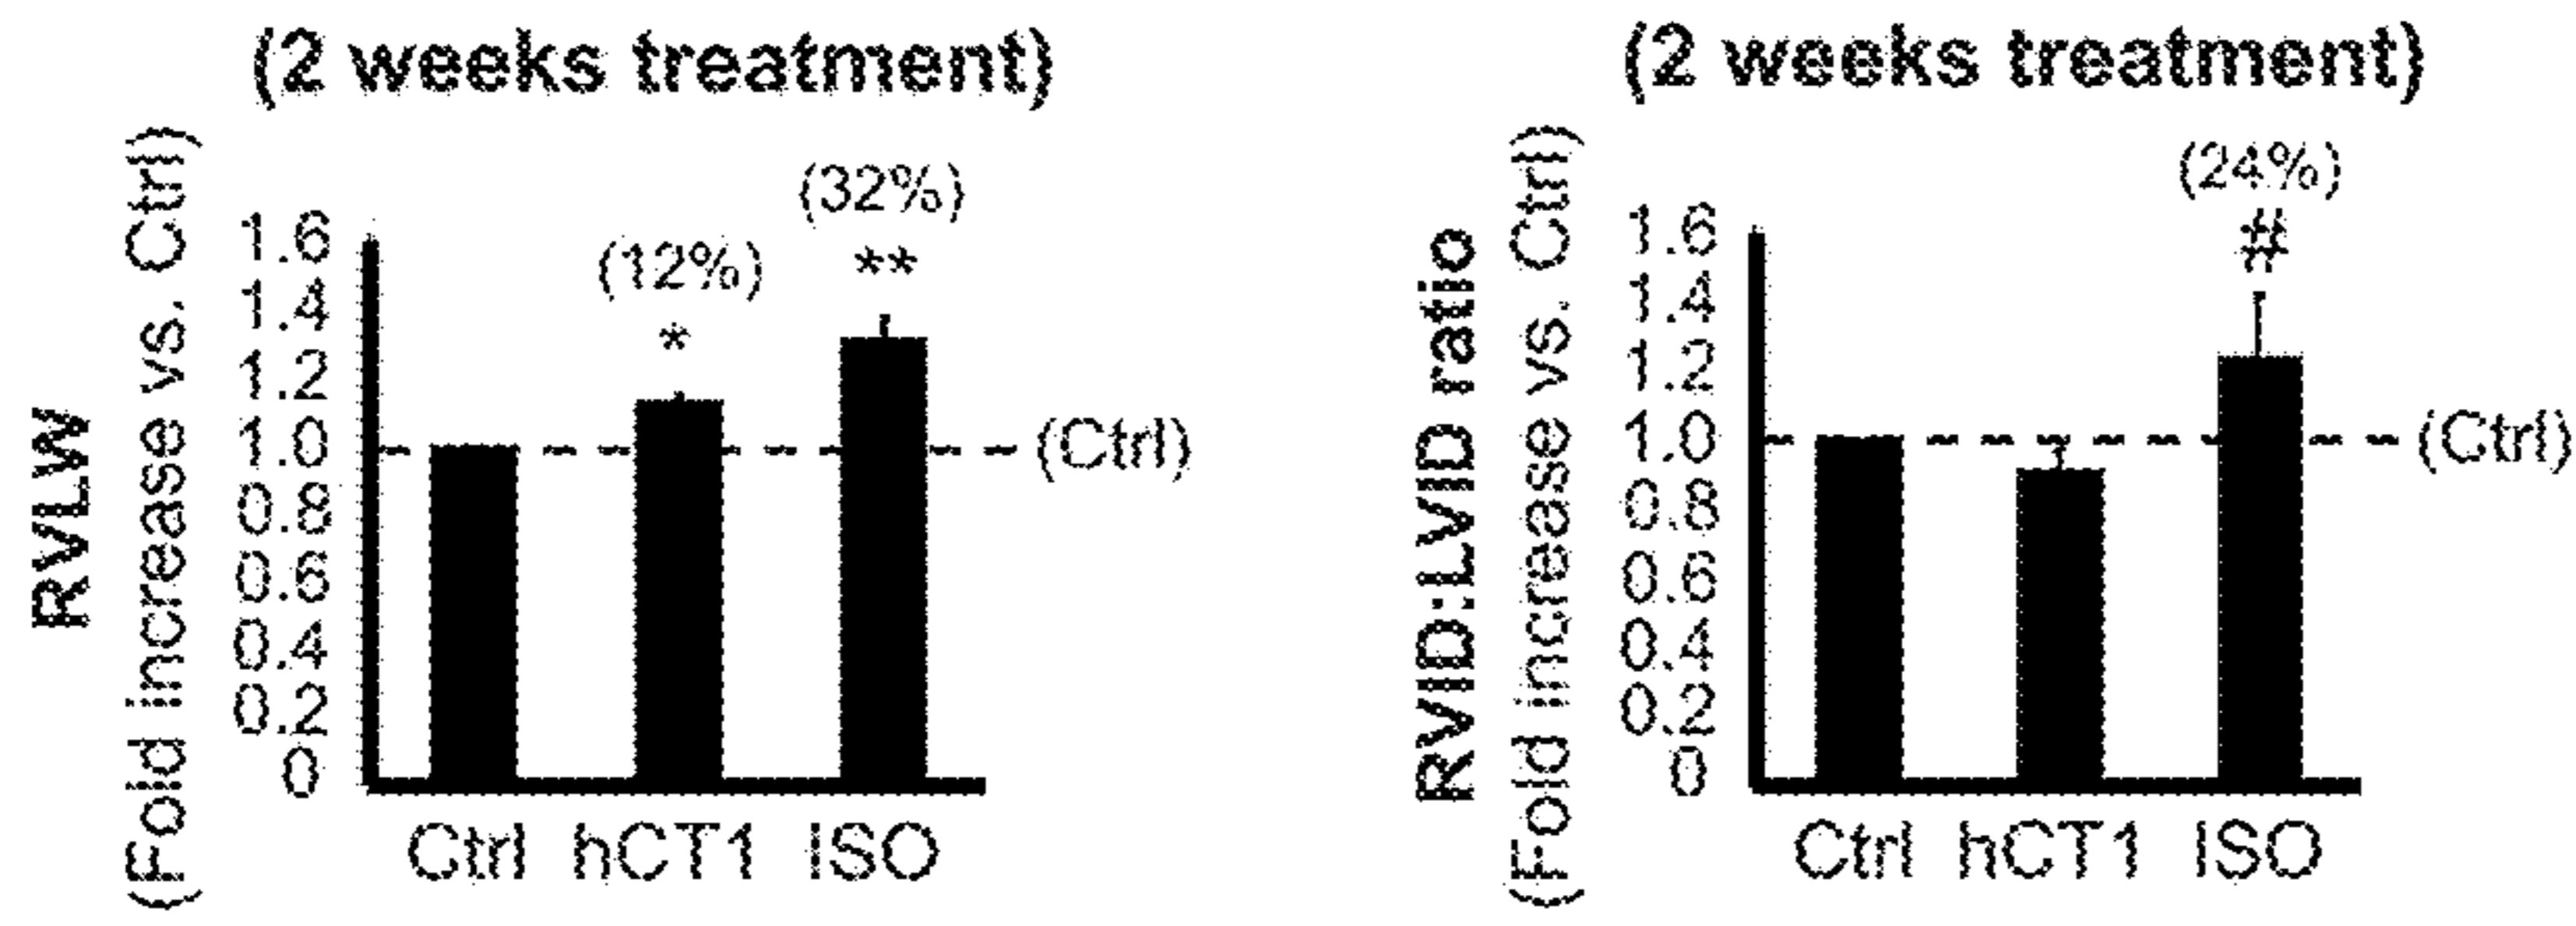 (2 weeks treatment)
RVLW
(Fold increase vs. Ctrl)
1.6
1.4
1.2
1.0
0.8
0.6
0.4
0.2
0
(12%)
*
(32%)
**
(Ctrl)
Ctrl hCT1 ISO
(2 weeks treatment)
RVID:LVID ratio
(Fold increase vs. Ctrl)
1.6
1.4
1.2
1.0
0.8
0.6
0.4
0.2
0
(24%)
#
(Ctrl)
Ctrl hCT1 ISO